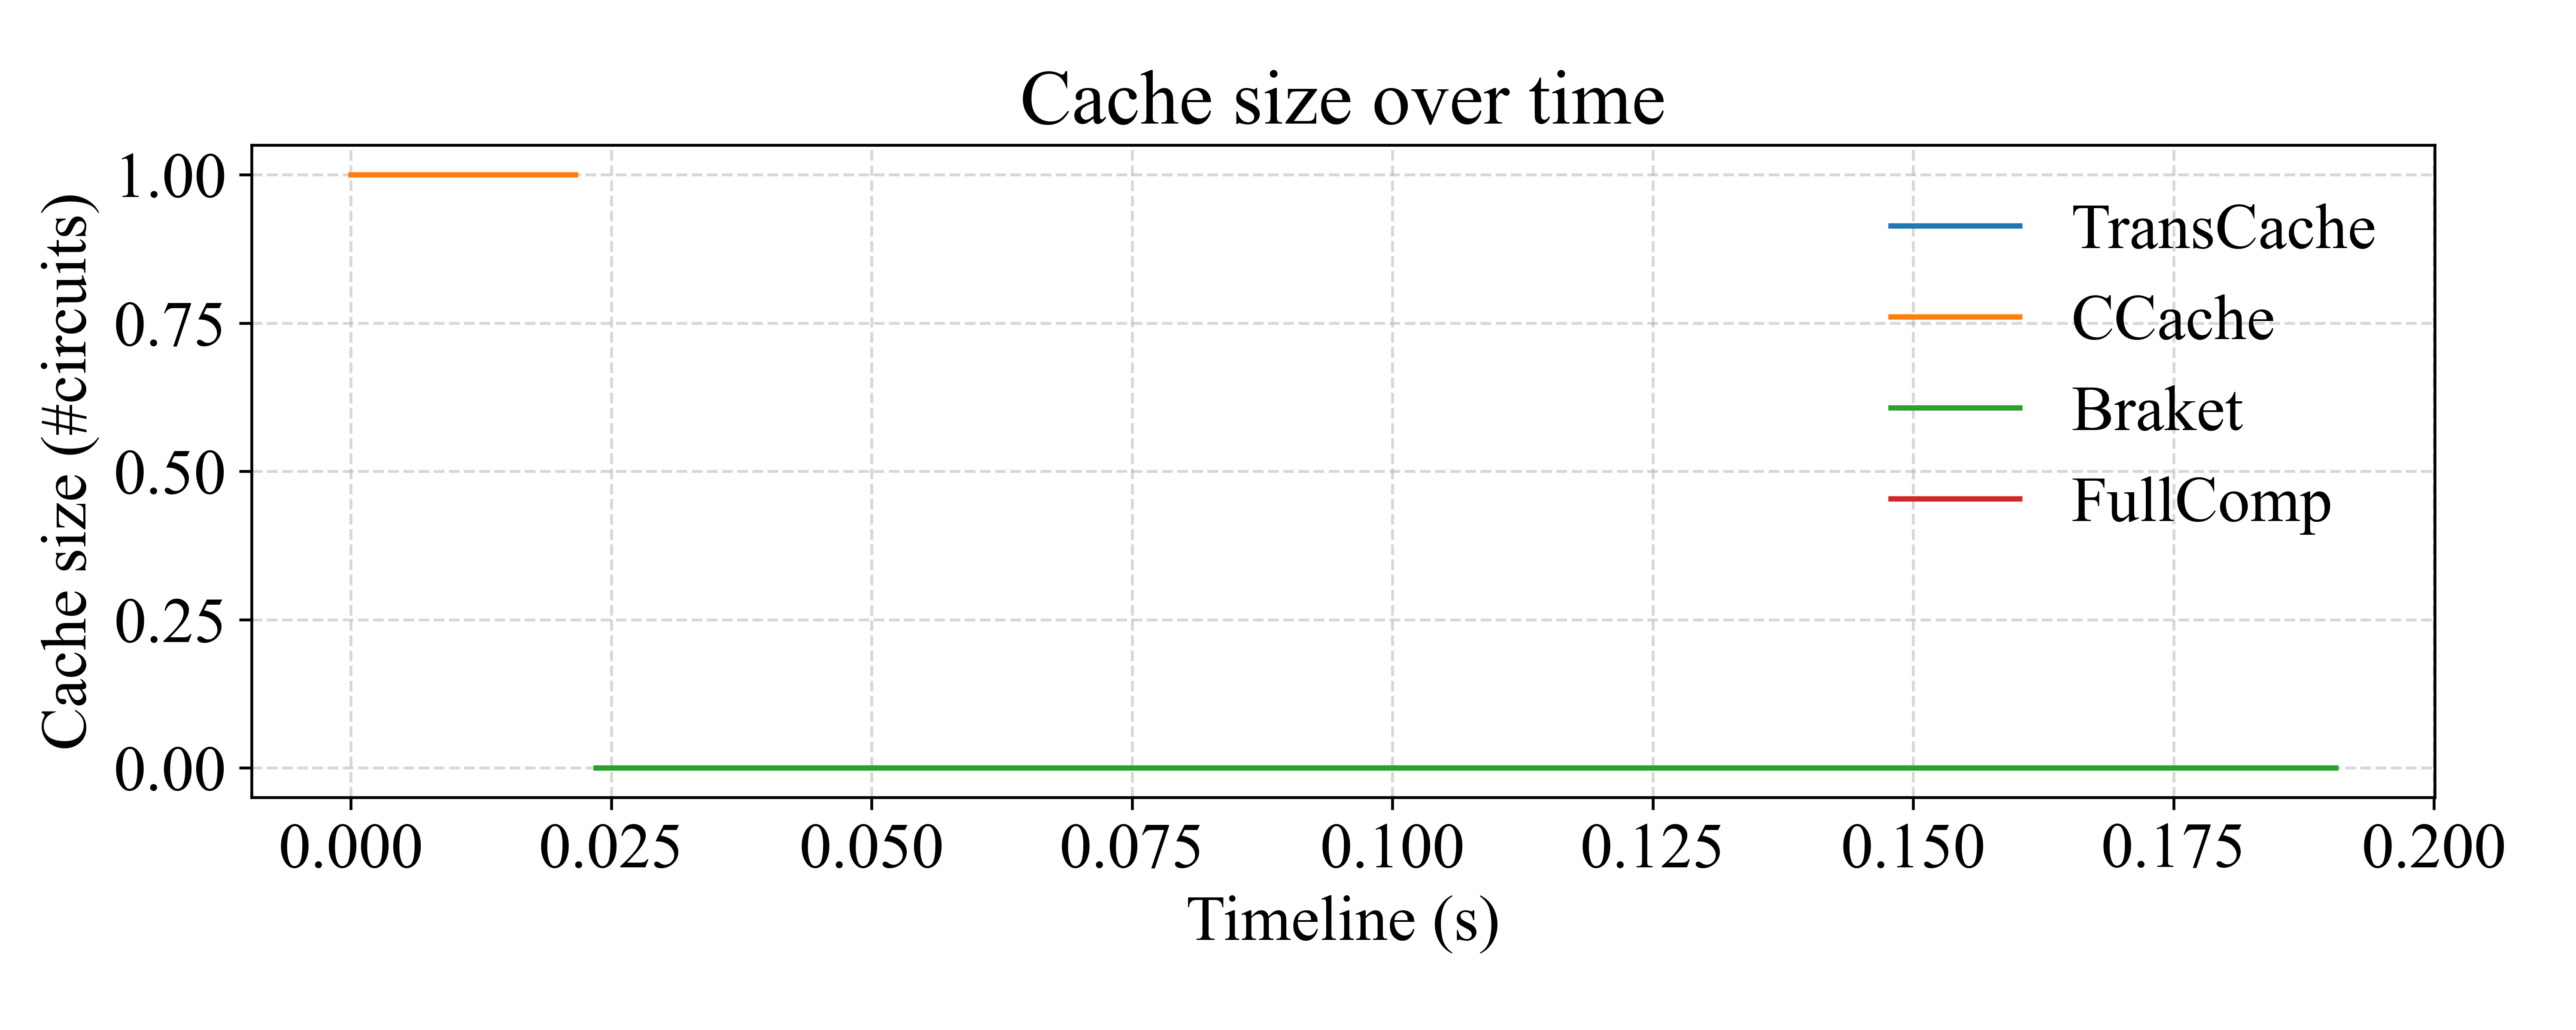 Cache size over time
Cache size (#circuits)
1.00
0.75
0.50
0.25
0.00
TransCache
CCache
Braket
FullComp
0.000 0.025 0.050 0.075 0.100 0.125 0.150 0.175 0.200
Timeline (s)